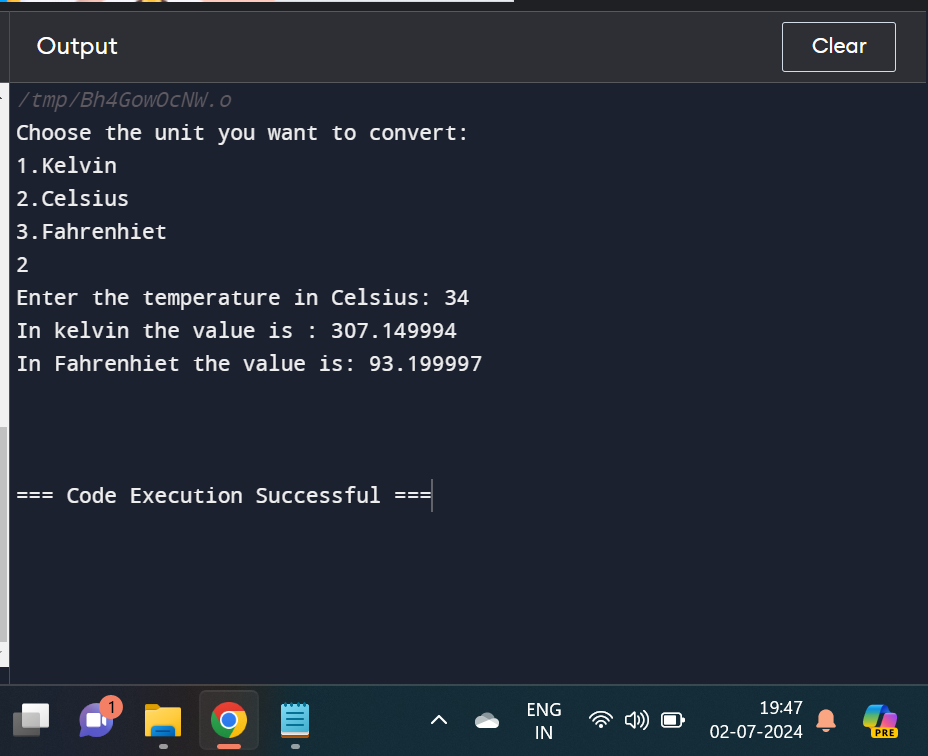 Output
Clear
/tmp/Bh4GowOcNW.o
Choose the unit you want to convert:
1.Kelvin
2.Celsius
3.Fahrenhiet
2
Enter the temperature in Celsius: 34
In kelvin the value is : 307.149994
In Fahrenhiet the value is: 93.199997
=== Code Execution Successful ===
1
ENG
IN
19:47
02-07-2024
PRE